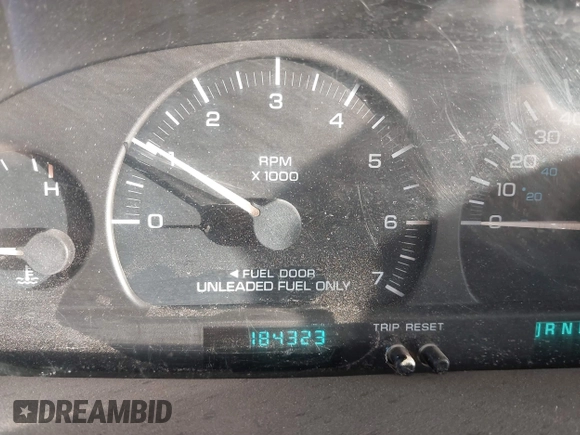 3
2
4
1
5
RPM
X 1000
H
0
6
7
◄ FUEL DOOR
UNLEADED FUEL ONLY
40
30
20
40
10
20
0
TRIP RESET
184323
DREAMBID